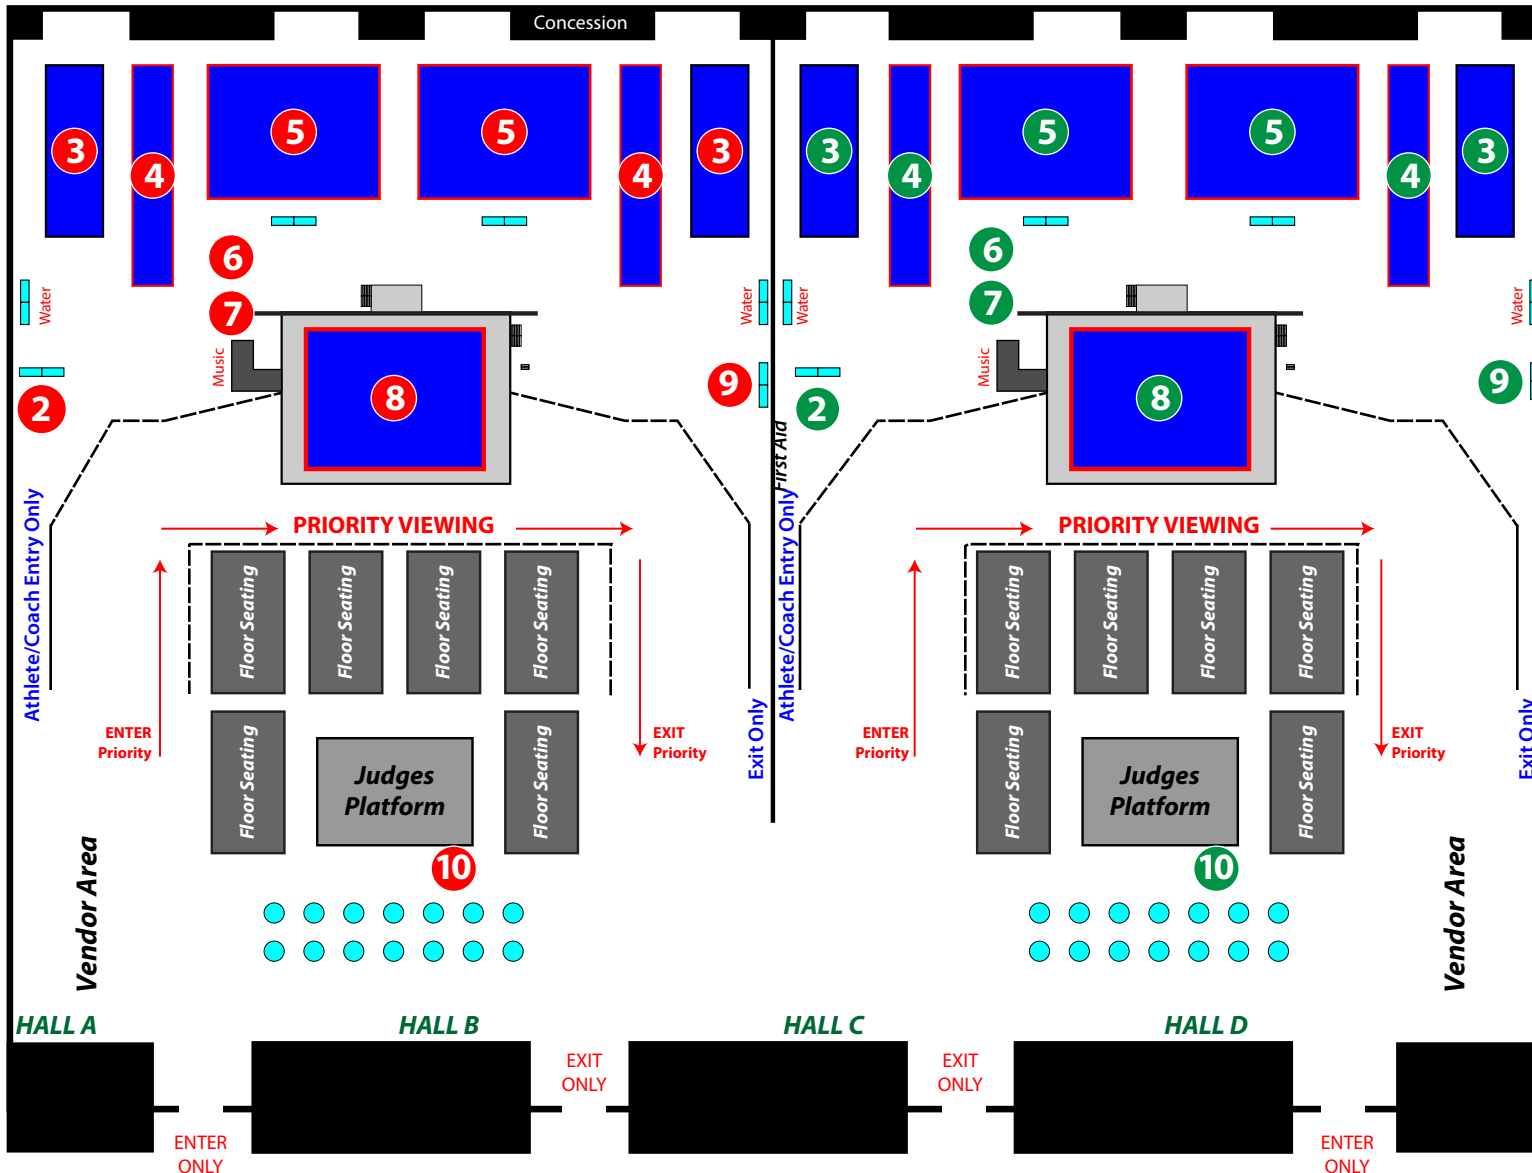 Concession
3
4
5
5
4
3
3
4
5
5
4
3
6
7
Water
Music
2
8
9
Water
6
7
Water
Music
2
8
9
Water
First Aid
Athlete/Coach Entry Only
PRIORITY VIEWING
Floor Seating
Floor Seating
Floor Seating
Floor Seating
ENTER
Priority
EXIT
Priority
Exit Only
Floor Seating
Judges
Platform
Floor Seating
10
Athlete/Coach Entry Only
PRIORITY VIEWING
Floor Seating
Floor Seating
Floor Seating
Floor Seating
ENTER
Priority
EXIT
Priority
Exit Only
Floor Seating
Judges
Platform
Floor Seating
10
Vendor Area
Vendor Area
HALL A
HALL B
HALL C
HALL D
EXIT
ONLY
EXIT
ONLY
ENTER
ONLY
ENTER
ONLY